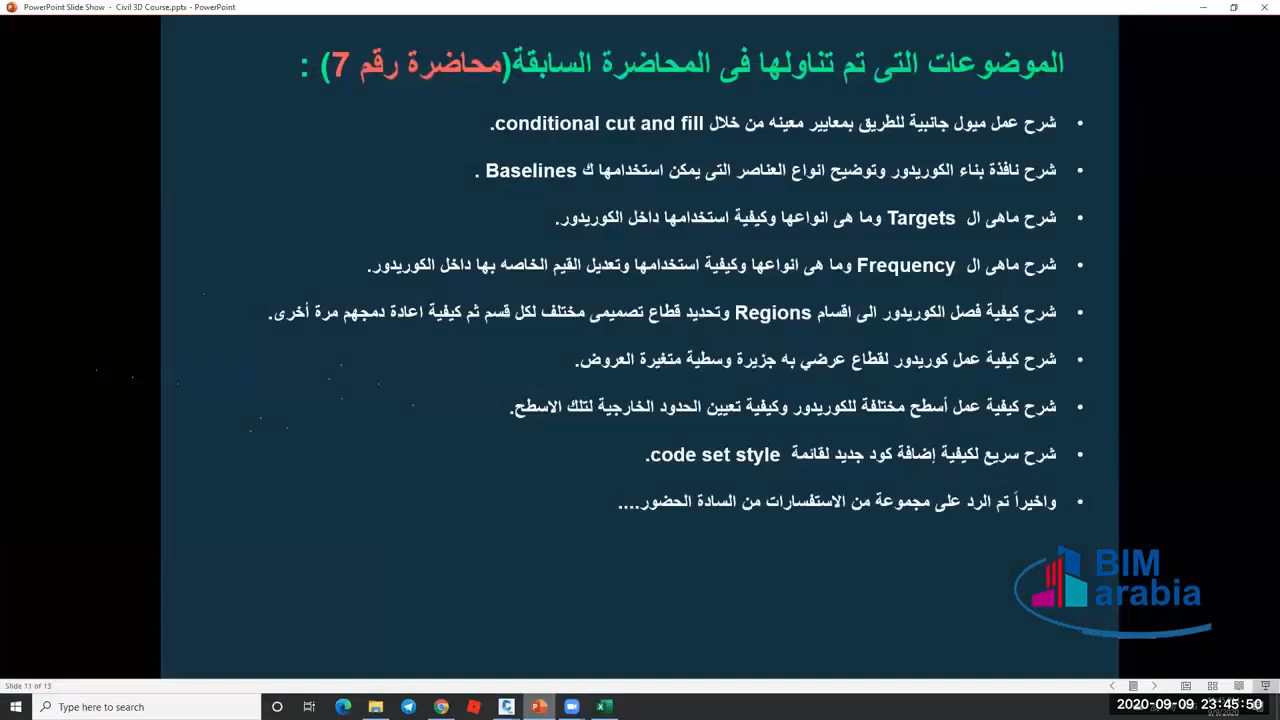 PowerPoint Slide Show - Civil 3D Course.pptx - PowerPoint
الموضوعات التى تم تناولها فى المحاضرة السابقة(محاضرة رقم 7) :
• شرح عمل ميول جانبية للطريق بمعايير معينه من خلال conditional cut and fill.
• شرح نافذة بناء الكوريدور وتوضيح انواع العناصر التى يمكن استخدامها ك Baselines .
• شرح ماهى ال Targets وما هى انواعها وكيفية استخدامها داخل الكوريدور.
• شرح ماهى ال Frequency وما هى انواعها وكيفية استخدامها وتعديل القيم الخاصه بها داخل الكوريدور.
• شرح كيفية فصل الكوريدور الى اقسام Regions وتحديد قطاع تصميمى مختلف لكل قسم ثم كيفية اعادة دمجهم مرة أخرى.
• شرح كيفية عمل كوريدور لقطاع عرضي به جزيرة وسطية متغيرة العروض.
• شرح كيفية عمل أسطح مختلفة للكوريدور وكيفية تعيين الحدود الخارجية لتلك الاسطح.
• شرح سريع لكيفية إضافة كود جديد لقائمة code set style.
• واخيراً تم الرد على مجموعة من الاستفسارات من السادة الحضور....
BIM
arabia
Slide 11 of 13
Type here to search
2020-09-09 23:45:50